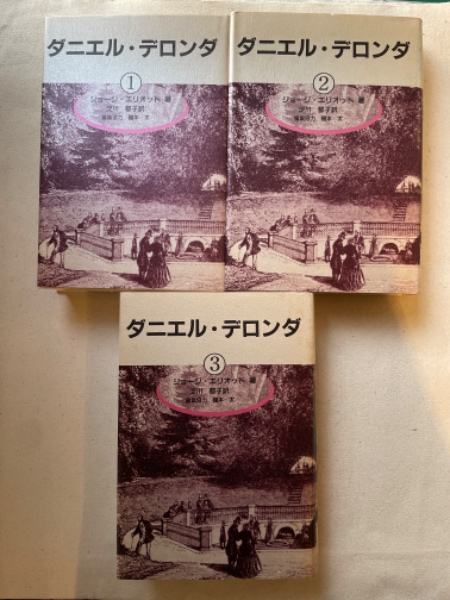 ダニエル・デロンダ
①
ジョージ・エリオット 著
淀川 郁子訳
ダニエル・デロンダ
②
ジョージ・エリオット 著
淀川 郁子訳
ダニエル・デロンダ
③
ジョージ・エリオット 著
淀川 郁子訳